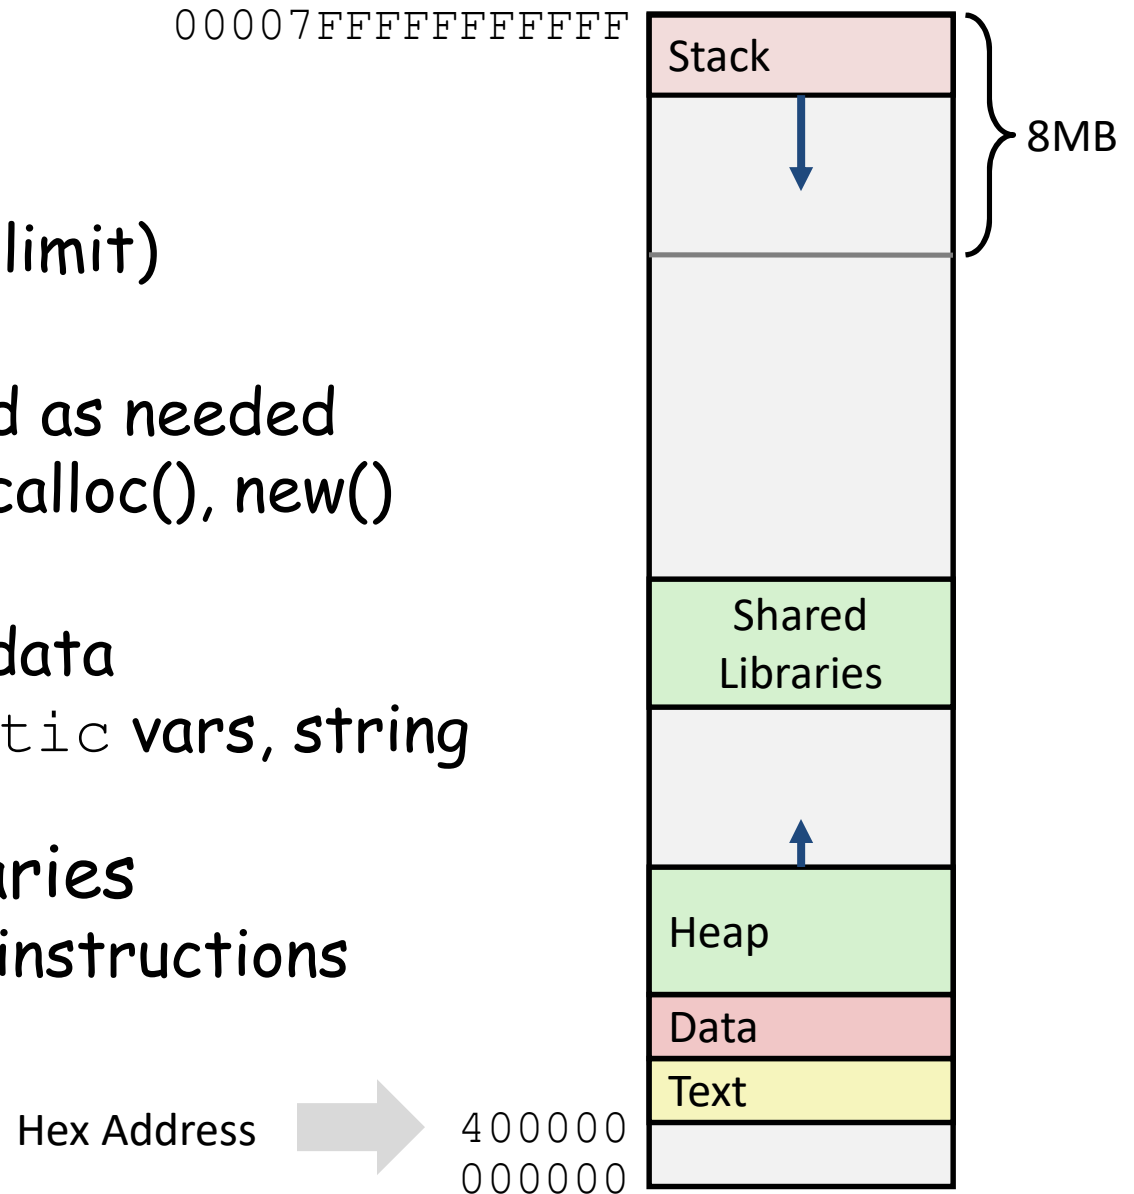 00007FFFFFFFFFFF
Stack
8MB
limit)
d as needed
calloc(), new()
Shared
Libraries
data
tic vars, string
aries
Heap
instructions
Data
Text
Hex Address
400000
000000